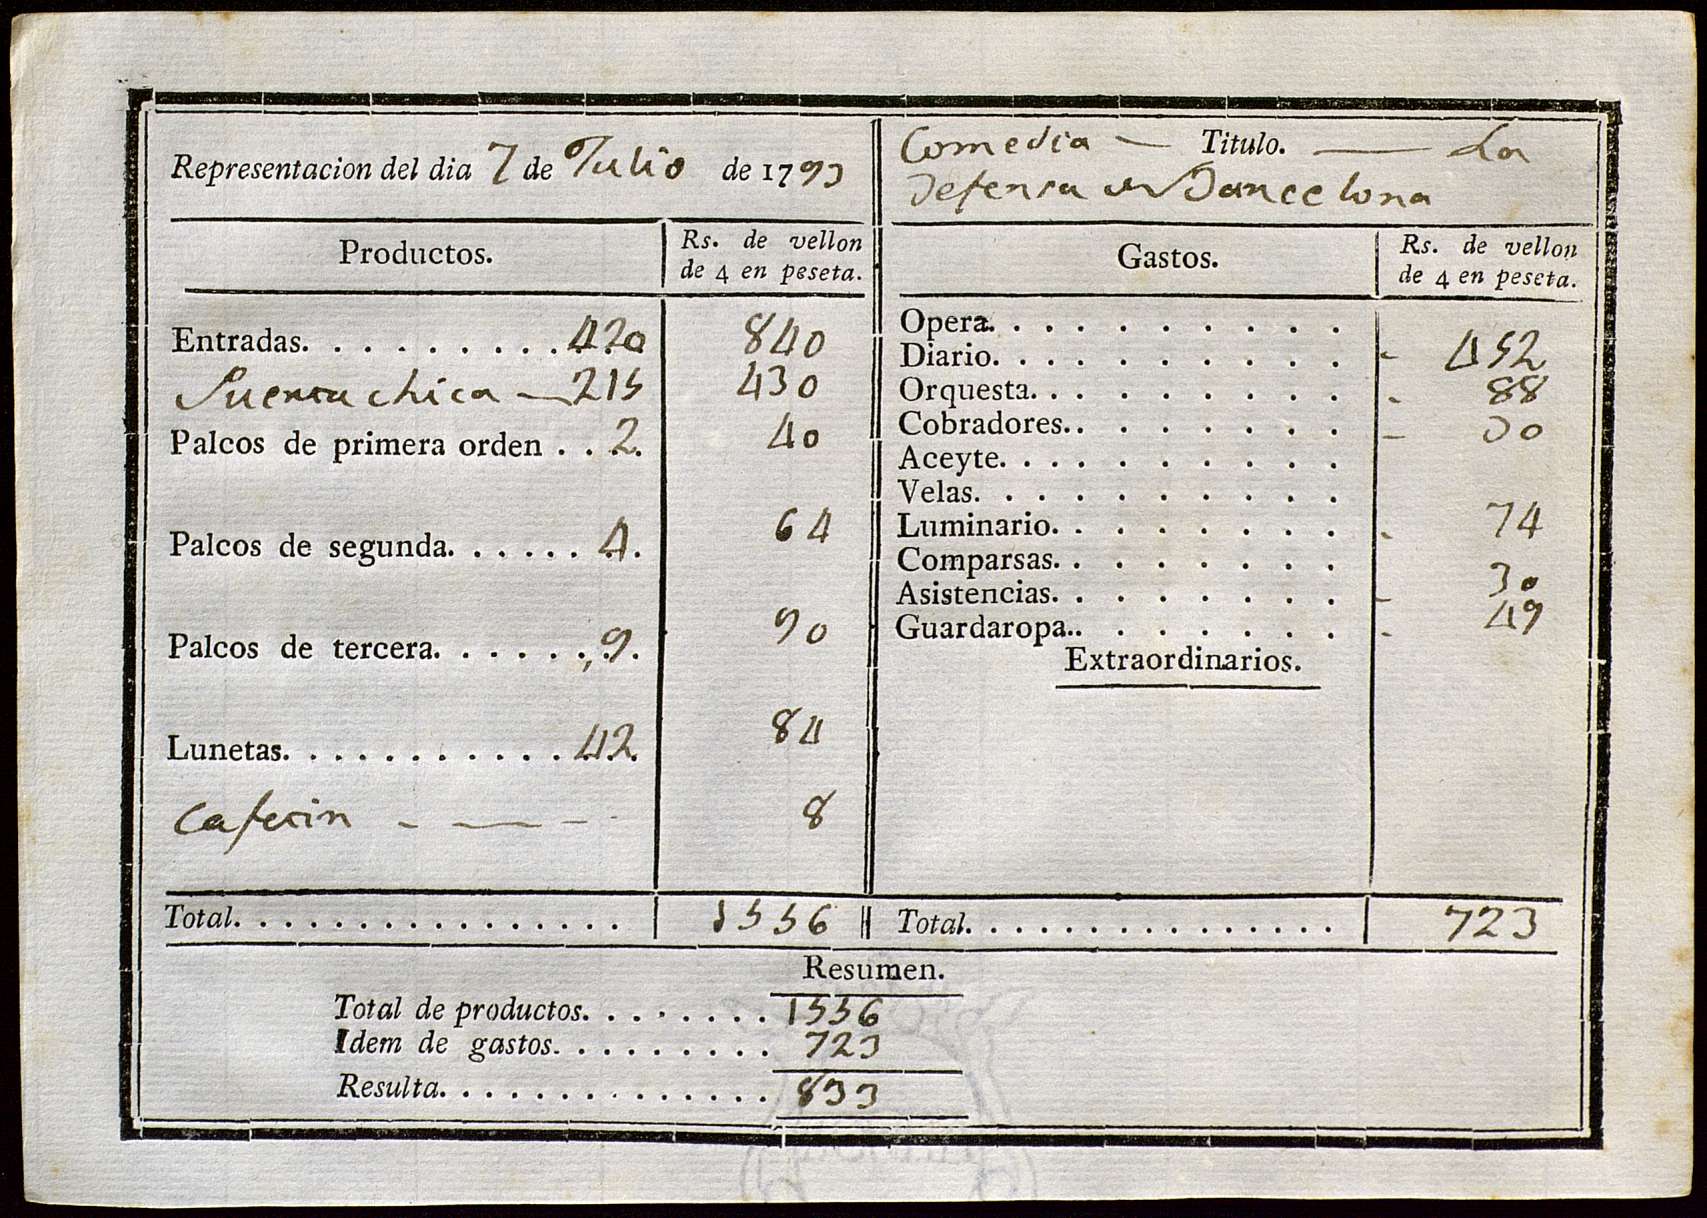 Representacion del dia 7 de Julio de 1793
Comedia — Titulo. — La
Defensa de Barcelona
Productos.
Rs. de vellon
de 4 en peseta.
Entradas. . . . . . . . . . 420 840
Puerta chica — 215 430
Palcos de primera orden . . 2. 40
Palcos de segunda. . . . . . 4. 64
Palcos de tercera. . . . . . . 9. 90
Lunetas. . . . . . . . . . . . 42. 84
Cafetin - — - - 8
Total. . . . . . . . . . . . . . . . 1556
Gastos.
Rs. de vellon
de 4 en peseta.
Opera. . . . . . . . . .
Diario. . . . . . . . . . - 452
Orquesta. . . . . . . . . - 88
Cobradores. . . . . . . . - 30
Aceyte. . . . . . . . . .
Velas. . . . . . . . . .
Luminario. . . . . . . . - 74
Comparsas. . . . . . . .
Asistencias. . . . . . . . - 30
Guardaropa. . . . . . . . - 49
Extraordinarios.
Total. . . . . . . . . . . . . . . . 723
Resumen.
Total de productos. . . . . . . . 1556
Idem de gastos. . . . . . . . . . 723
Resulta. . . . . . . . . . . . . . 833